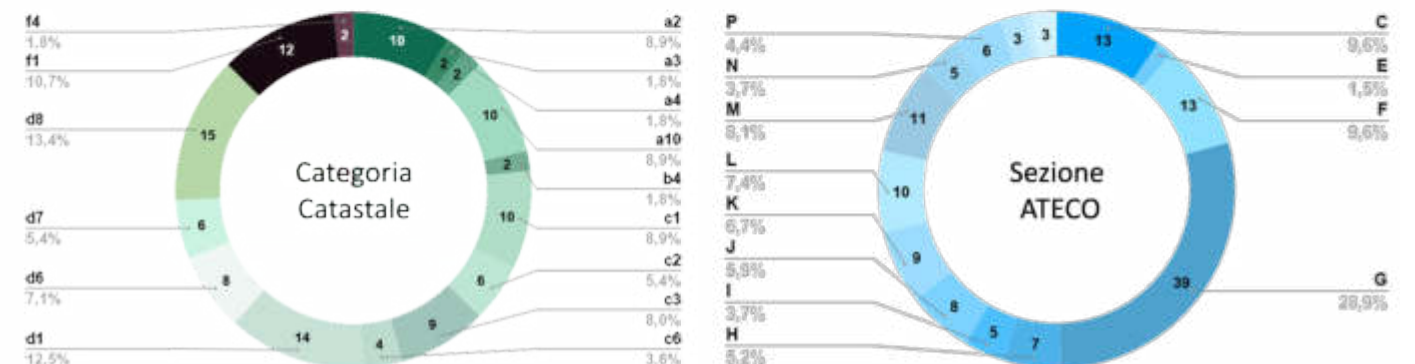 f4
1.8%
f1
10,7%
d8
13,4%
d7
5,4%
d6
7,1%
d1
12,5%
a2
8,9%
a3
1,8%
a4
1.8%
a10
8,9%
b4
1.8%
c1
8,9%
c2
5,4%
c3
8,0%
c6
3,6%
2
10
2
2
10
2
10
6
9
4
14
8
6
15
12
Categoria
Catastale
P
4,4%
N
3,7%
M
8,1%
L
7,4%
K
6,7%
J
5,9%
I
3,7%
H
5,2%
C
9,6%
E
1,5%
F
9,6%
G
28,9%
13
13
39
7
5
8
9
10
11
5
6
3
3
Sezione
ATECO